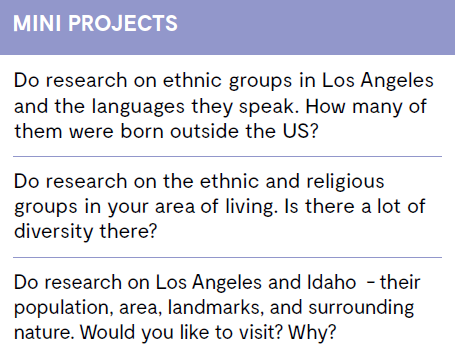 MINI PROJECTS
Do research on ethnic groups in Los Angeles
and the languages they speak. How many of
them were born outside the US?
Do research on the ethnic and religious
groups in your area of living. Is there a lot of
diversity there?
Do research on Los Angeles and Idaho - their
population, area, landmarks, and surrounding
nature. Would you like to visit? Why?